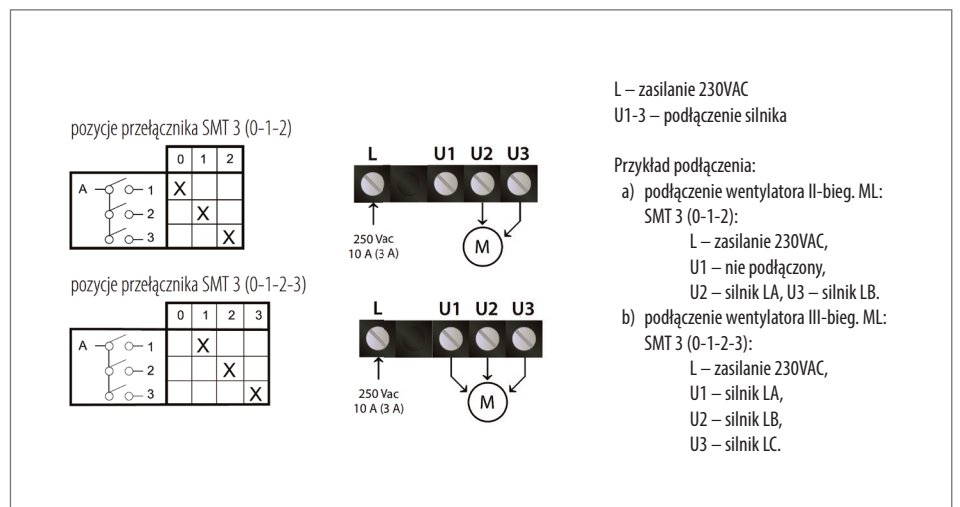 pozycje przełącznika SMT 3 (0-1-2)
0 1 2
A 1 X
2 X
3 X
L U1 U2 U3
250 Vac
10 A (3 A)
M
pozycje przełącznika SMT 3 (0-1-2-3)
0 1 2 3
A 1 X
2 X
3 X
L U1 U2 U3
250 Vac
10 A (3 A)
M
L – zasilanie 230VAC
U1-3 – podłączenie silnika
Przykład podłączenia:
a) podłączenie wentylatora II-bieg. ML:
SMT 3 (0-1-2):
L – zasilanie 230VAC,
U1 – nie podłączony,
U2 – silnik LA, U3 – silnik LB.
b) podłączenie wentylatora III-bieg. ML:
SMT 3 (0-1-2-3):
L – zasilanie 230VAC,
U1 – silnik LA,
U2 – silnik LB,
U3 – silnik LC.